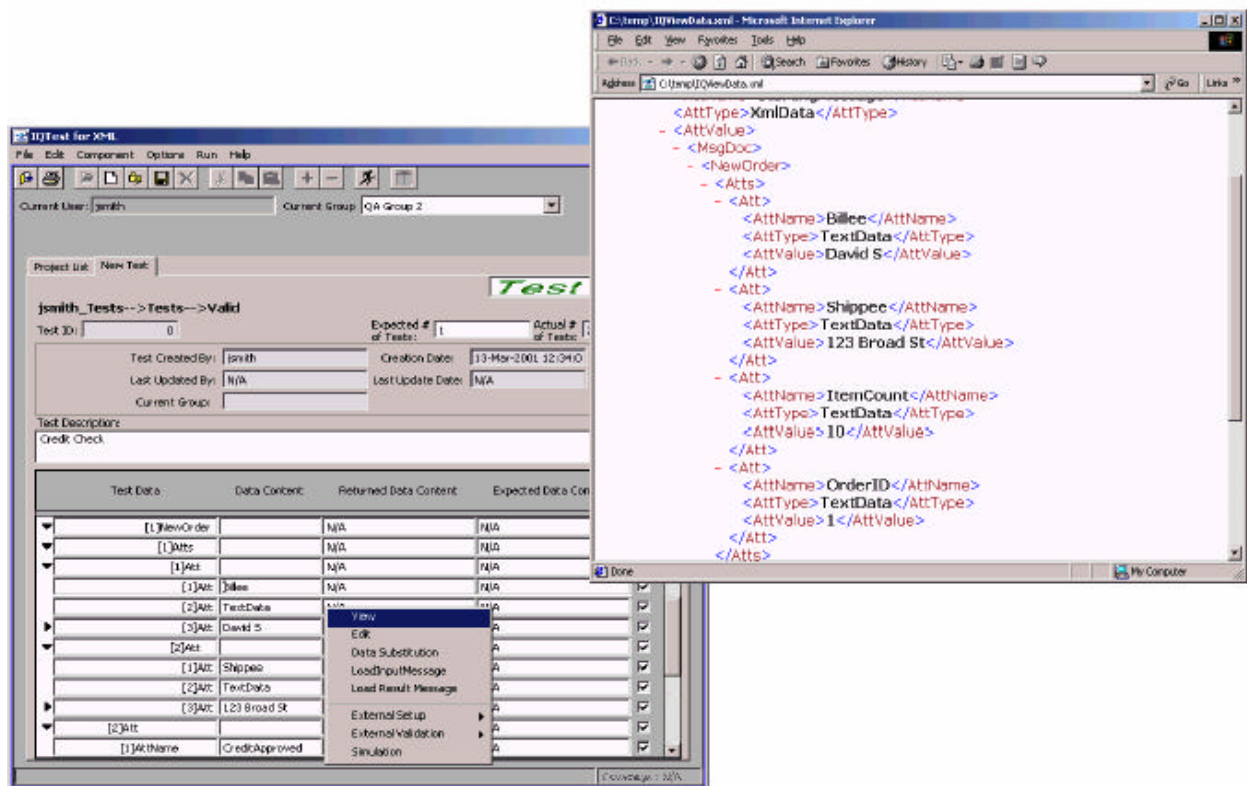 C:\temp\IQViewData.xml - Microsoft Internet Explorer
File Edit View Favorites Tools Help
Back Search Favorites History
Address C:\temp\IQViewData.xml Go Links »
<AttType>XmlData</AttType>
- <AttValue>
- <MsgDoc>
- <NewOrder>
- <Atts>
- <Att>
<AttName>Billee</AttName>
<AttType>TextData</AttType>
<AttValue>David S</AttValue>
</Att>
- <Att>
<AttName>Shippee</AttName>
<AttType>TextData</AttType>
<AttValue>123 Broad St</AttValue>
</Att>
- <Att>
<AttName>ItemCount</AttName>
<AttType>TextData</AttType>
<AttValue>10</AttValue>
</Att>
- <Att>
<AttName>OrderID</AttName>
<AttType>TextData</AttType>
<AttValue>1</AttValue>
</Att>
</Atts>
Done My Computer
IQTest for XML
File Edit Component Options Run Help
Current User: jsmith Current Group QA Group 2
Project List New Test
Test
jsmith_Tests-->Tests-->Valid
Test ID: 0 Expected # of Tests: 1 Actual # of Tests:
Test Created By: jsmith Creation Date: 13-Mar-2001 12:34:0
Last Updated By: N/A Last Update Date: N/A
Current Group:
Test Description:
Credit Check
Test Data Data Content Returned Data Content Expected Data Con
[1]NewOrder N/A N/A
[1]Atts N/A N/A
[1]Att N/A N/A
[1]Att Billee N/A N/A
[2]Att TextData N/A N/A
[3]Att David S
[2]Att
[1]Att Shippee
[2]Att TextData
[3]Att 123 Broad St
[2]Att
[1]AttName CreditApproved
View
Edit
Data Substitution
LoadInputMessage
Load Result Message
External Setup
External Validation
Simulation
Coverage : N/A